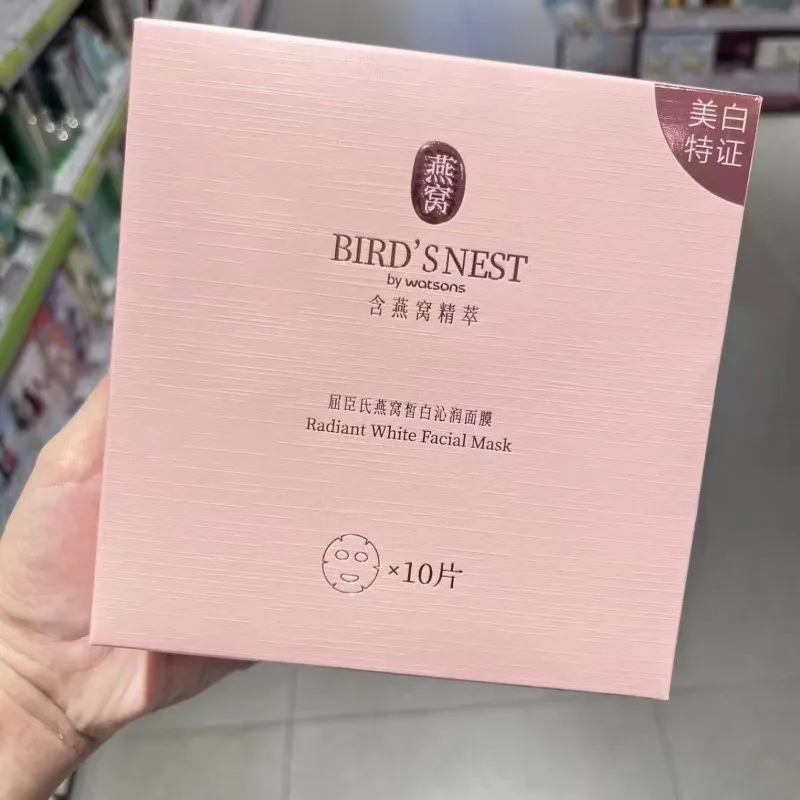 美白
特证
燕窝
BIRD'S NEST
by watsons
含燕窝精萃
屈臣氏燕窝皙白沁润面膜
Radiant White Facial Mask
×10片